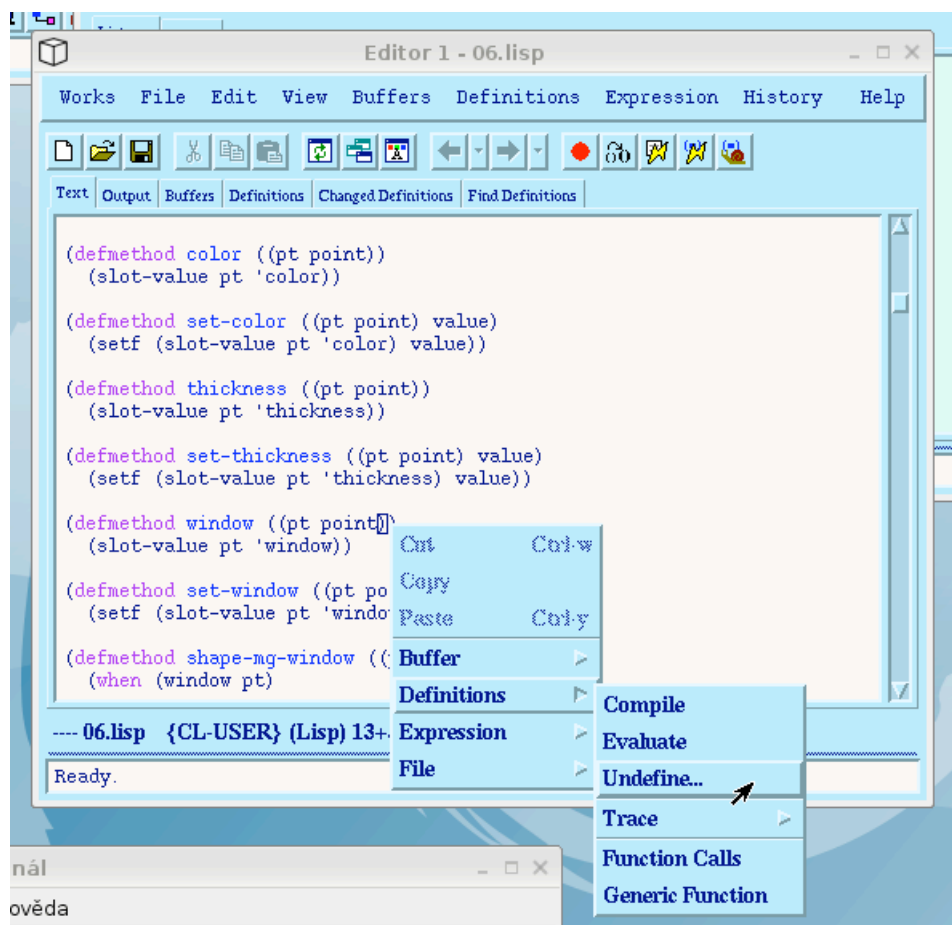 Editor 1 - 06.lisp
Works File Edit View Buffers Definitions Expression History Help
Text Output Buffers Definitions Changed Definitions Find Definitions
(defmethod color ((pt point))
(slot-value pt 'color))
(defmethod set-color ((pt point) value)
(setf (slot-value pt 'color) value))
(defmethod thickness ((pt point))
(slot-value pt 'thickness))
(defmethod set-thickness ((pt point) value)
(setf (slot-value pt 'thickness) value))
(defmethod window ((pt point))
(slot-value pt 'window))
(defmethod set-window ((pt po
(setf (slot-value pt 'windo
(defmethod shape-mg-window ((
(when (window pt)
Cut Ctrl-w
Copy
Paste Ctrl-y
Buffer
Definitions
Expression
File
Compile
Evaluate
Undefine...
Trace
Function Calls
Generic Function
---- 06.lisp {CL-USER} (Lisp) 13+
Ready.
nál
ověda